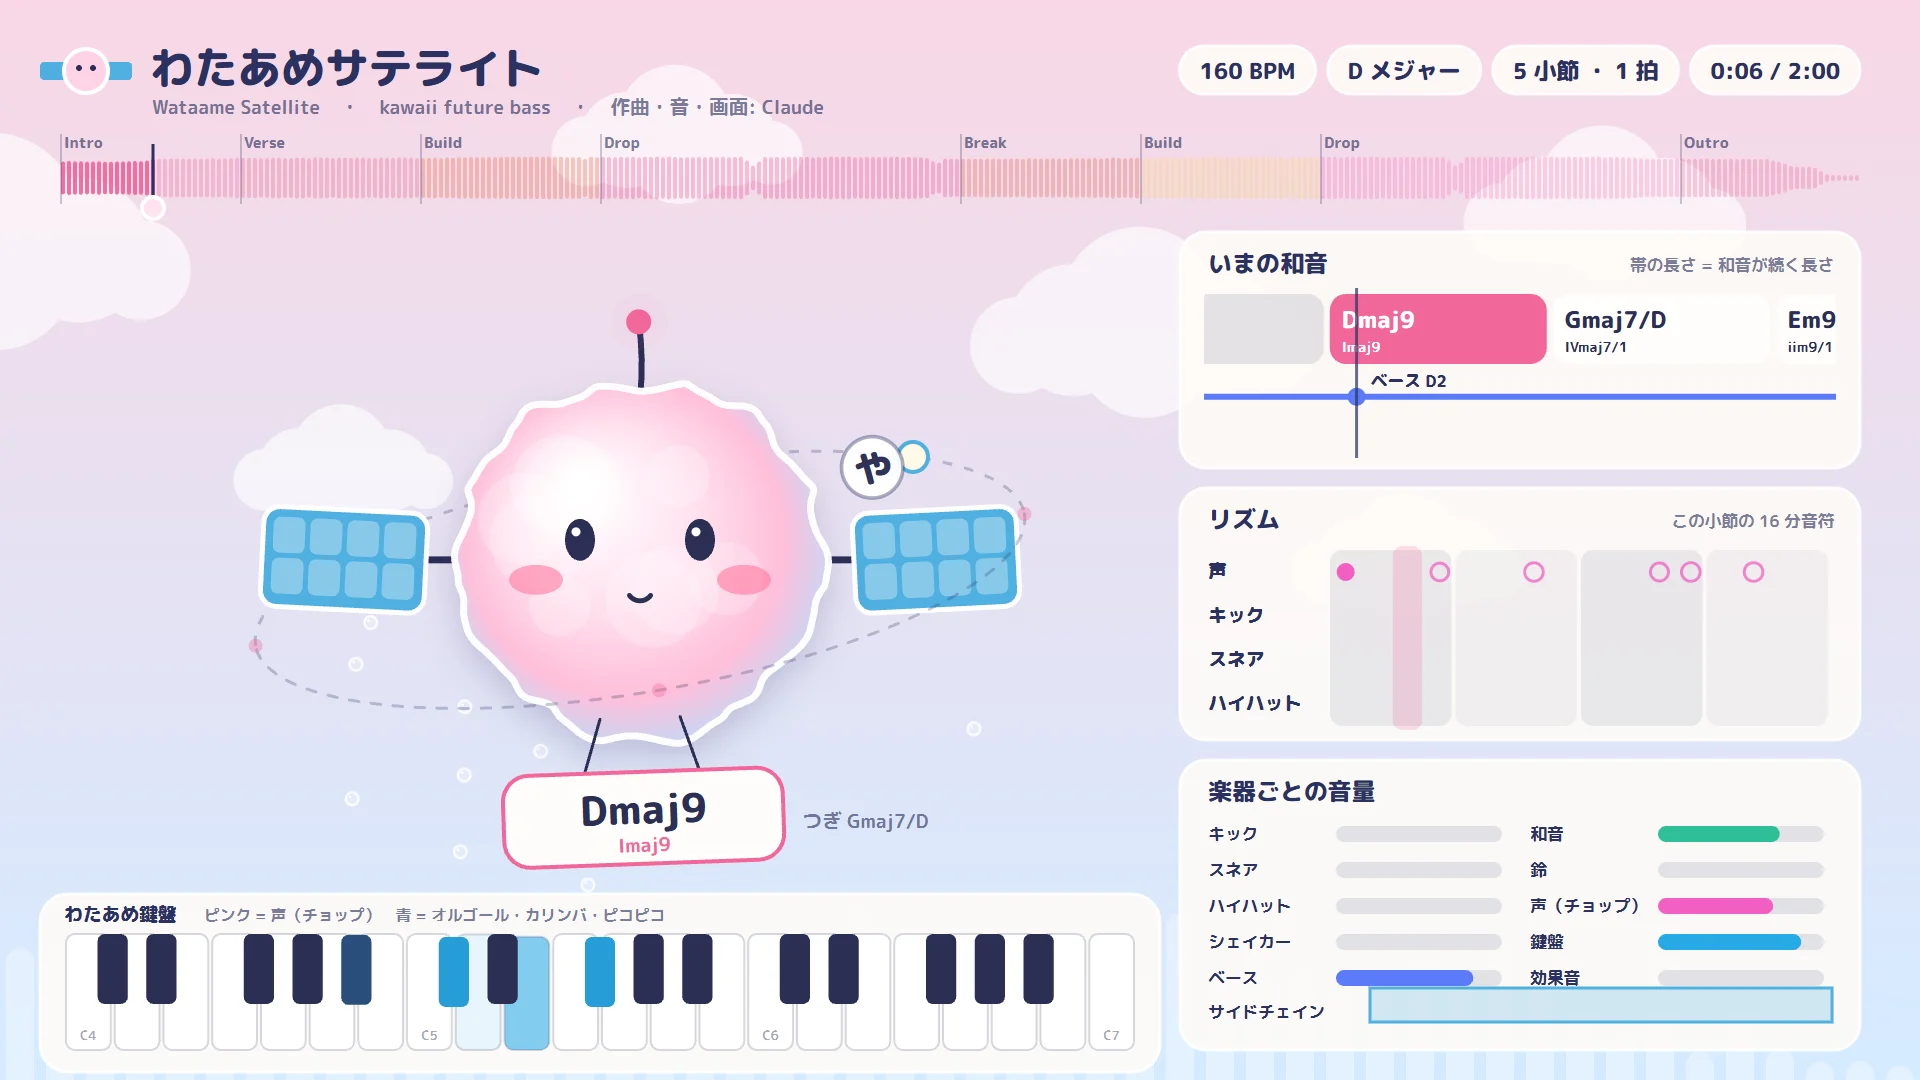 わたあめサテライト
Wataame Satellite ・ kawaii future bass ・ 作曲・音・画面: Claude
160 BPM
D メジャー
5 小節 ・ 1 拍
0:06 / 2:00
Intro
Verse
Build
Drop
Break
Build
Drop
Outro
いまの和音
帯の長さ = 和音が続く長さ
Dmaj9
Imaj9
Gmaj7/D
IVmaj7/1
Em9
iim9/1
ベース D2
や
リズム
この小節の 16 分音符
声
キック
スネア
ハイハット
Dmaj9
Imaj9
つぎ Gmaj7/D
楽器ごとの音量
キック
スネア
ハイハット
シェイカー
ベース
サイドチェイン
和音
鈴
声（チョップ）
鍵盤
効果音
わたあめ鍵盤
ピンク = 声（チョップ） 青 = オルゴール・カリンバ・ピコピコ
C4
C5
C6
C7